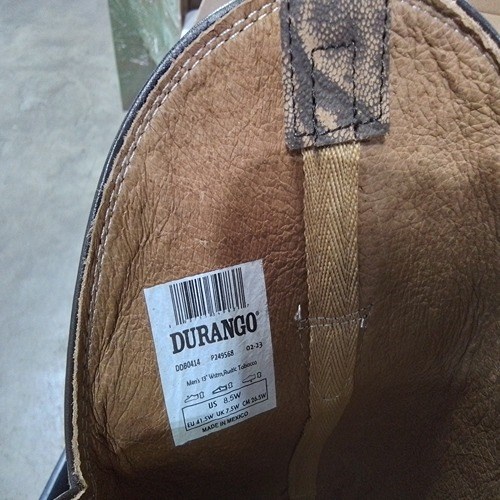 DURANGO®
DDB0414 P249568 02-23
Men's 13" Wstrn,Rustic Tobacco
US 8.5W
EU 41.5W UK 7.5W CM 26.5W
MADE IN MEXICO